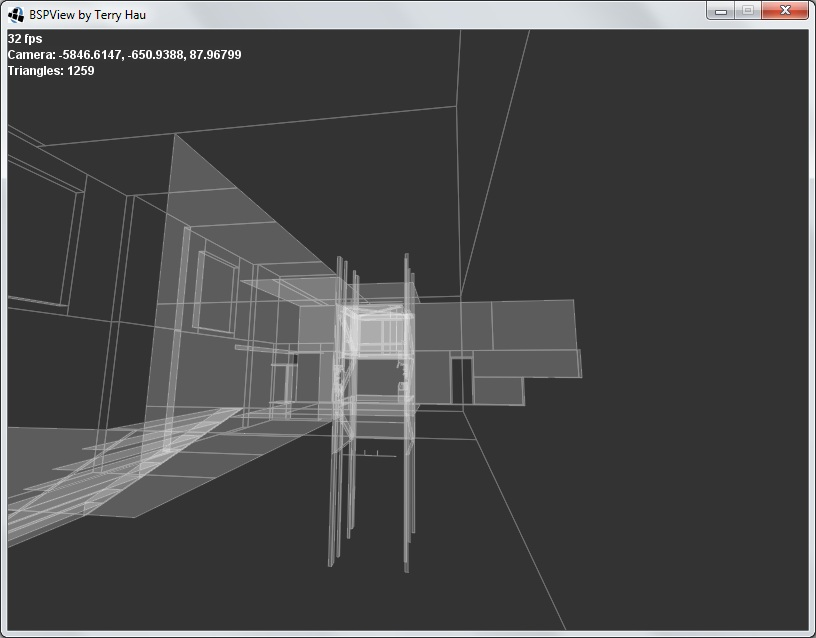 BSPView by Terry Hau
32 fps
Camera: -5846.6147, -650.9388, 87.96799
Triangles: 1259